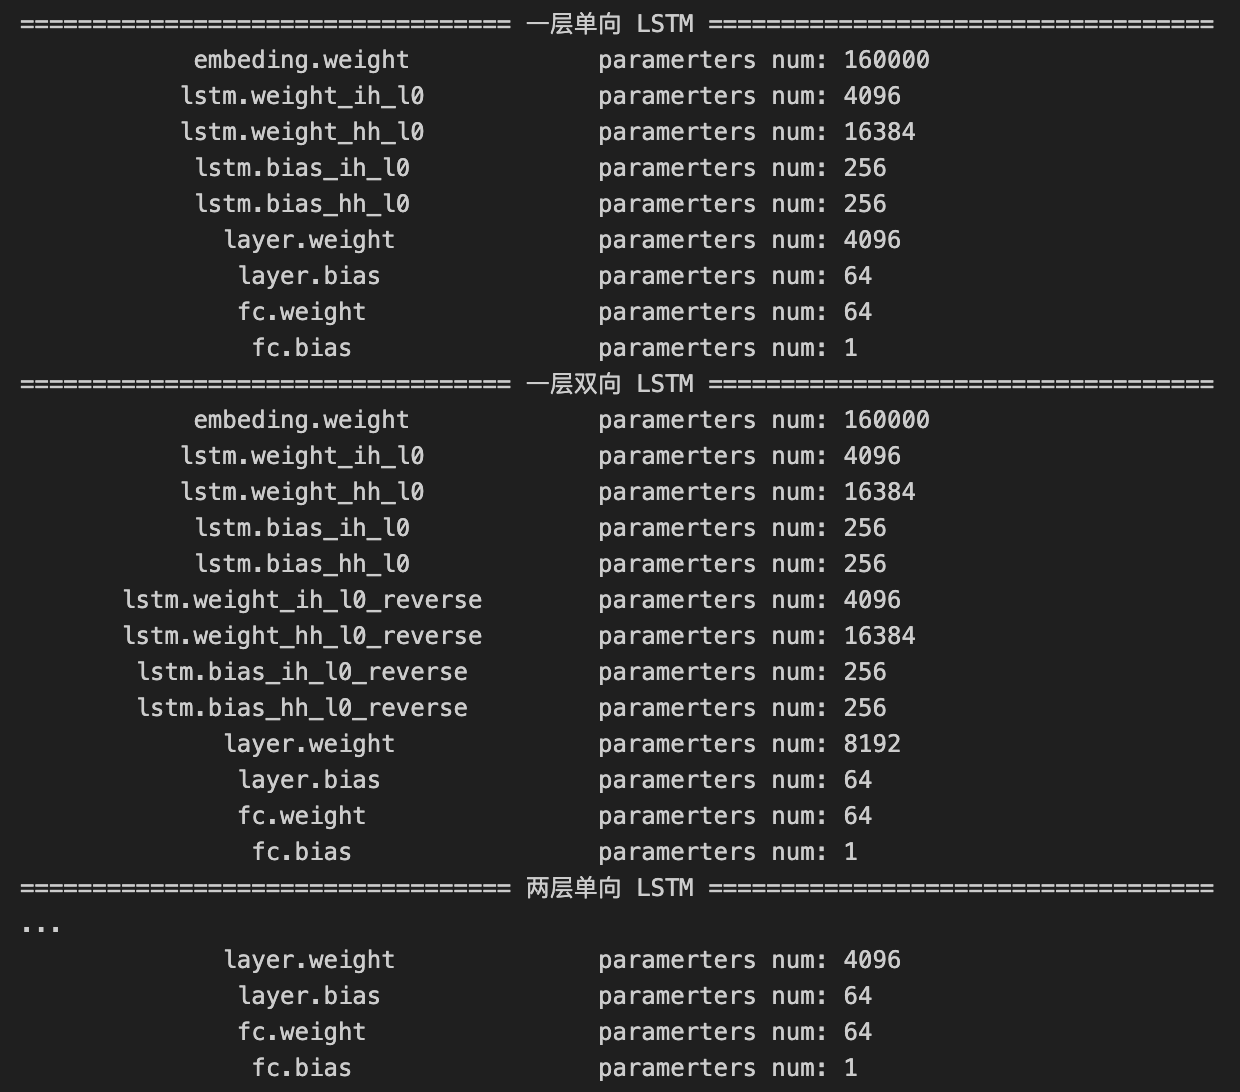 ================================== 一层单向 LSTM ===================================
embeding.weight paramerters num: 160000
lstm.weight_ih_l0 paramerters num: 4096
lstm.weight_hh_l0 paramerters num: 16384
lstm.bias_ih_l0 paramerters num: 256
lstm.bias_hh_l0 paramerters num: 256
layer.weight paramerters num: 4096
layer.bias paramerters num: 64
fc.weight paramerters num: 64
fc.bias paramerters num: 1
================================== 一层双向 LSTM ===================================
embeding.weight paramerters num: 160000
lstm.weight_ih_l0 paramerters num: 4096
lstm.weight_hh_l0 paramerters num: 16384
lstm.bias_ih_l0 paramerters num: 256
lstm.bias_hh_l0 paramerters num: 256
lstm.weight_ih_l0_reverse paramerters num: 4096
lstm.weight_hh_l0_reverse paramerters num: 16384
lstm.bias_ih_l0_reverse paramerters num: 256
lstm.bias_hh_l0_reverse paramerters num: 256
layer.weight paramerters num: 8192
layer.bias paramerters num: 64
fc.weight paramerters num: 64
fc.bias paramerters num: 1
================================== 两层单向 LSTM ===================================
...
layer.weight paramerters num: 4096
layer.bias paramerters num: 64
fc.weight paramerters num: 64
fc.bias paramerters num: 1